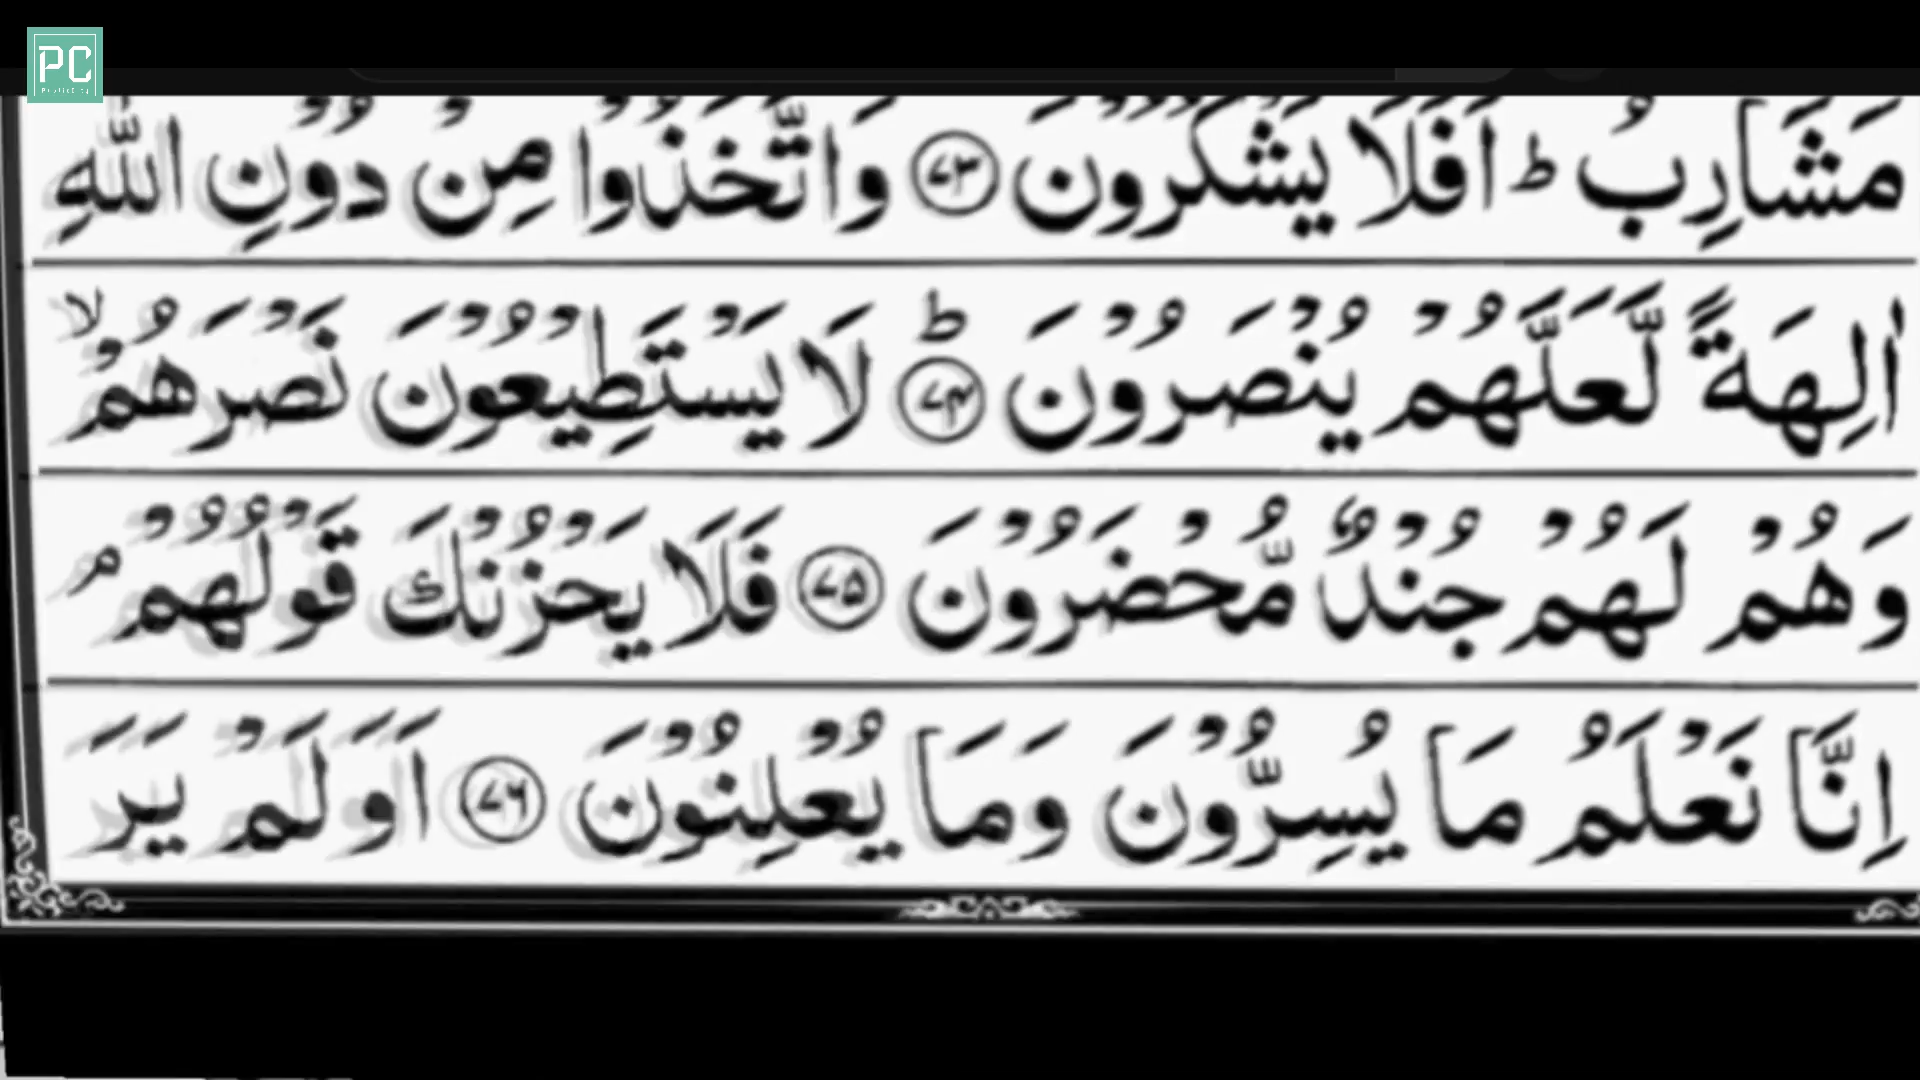 PC
مَشَارِبُ ؕ اَفَلَا يَشْكُرُوْنَ ﴿۷۳﴾ وَاتَّخَذُوْا مِنْ دُوْنِ اللّٰهِ
اٰلِهَةً لَّعَلَّهُمْ يُنْصَرُوْنَ ؕ﴿۷۴﴾ لَا يَسْتَطِيْعُوْنَ نَصْرَهُمْ ۙ
وَهُمْ لَهُمْ جُنْدٌ مُّحْضَرُوْنَ ﴿۷۵﴾ فَلَا يَحْزُنْكَ قَوْلُهُمْ ۘ
اِنَّا نَعْلَمُ مَا يُسِرُّوْنَ وَمَا يُعْلِنُوْنَ ﴿۷۶﴾ اَوَلَمْ يَرَ